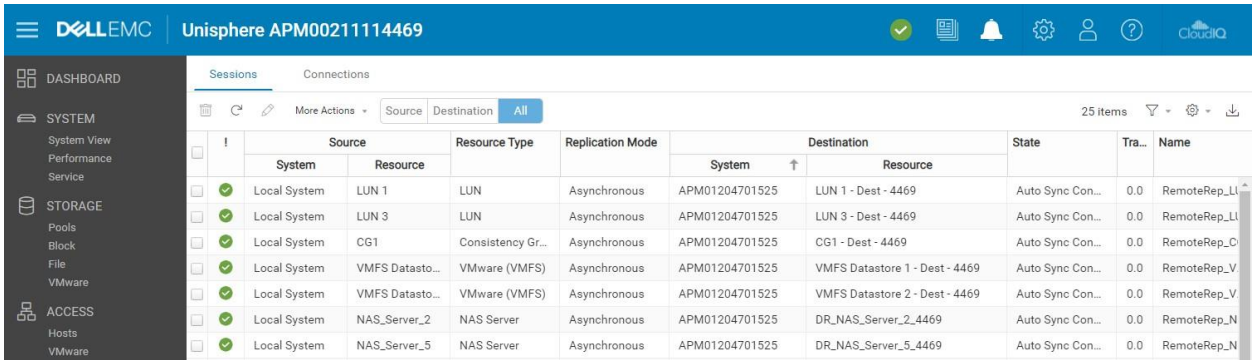 DELLEMC Unisphere APM00211114469 CloudIQ
DASHBOARD
SYSTEM
System View
Performance
Service
STORAGE
Pools
Block
File
VMware
ACCESS
Hosts
VMware
Sessions Connections
More Actions Source Destination All 25 items
! Source Resource Type Replication Mode Destination State Tra... Name
System Resource System Resource
Local System LUN 1 LUN Asynchronous APM01204701525 LUN 1 - Dest - 4469 Auto Sync Con... 0.0 RemoteRep_LU
Local System LUN 3 LUN Asynchronous APM01204701525 LUN 3 - Dest - 4469 Auto Sync Con... 0.0 RemoteRep_LU
Local System CG1 Consistency Gr... Asynchronous APM01204701525 CG1 - Dest - 4469 Auto Sync Con... 0.0 RemoteRep_C
Local System VMFS Datasto... VMware (VMFS) Asynchronous APM01204701525 VMFS Datastore 1 - Dest - 4469 Auto Sync Con... 0.0 RemoteRep_V
Local System VMFS Datasto... VMware (VMFS) Asynchronous APM01204701525 VMFS Datastore 2 - Dest - 4469 Auto Sync Con... 0.0 RemoteRep_V
Local System NAS_Server_2 NAS Server Asynchronous APM01204701525 DR_NAS_Server_2_4469 Auto Sync Con... 0.0 RemoteRep_N
Local System NAS_Server_5 NAS Server Asynchronous APM01204701525 DR_NAS_Server_5_4469 Auto Sync Con... 0.0 RemoteRep_N